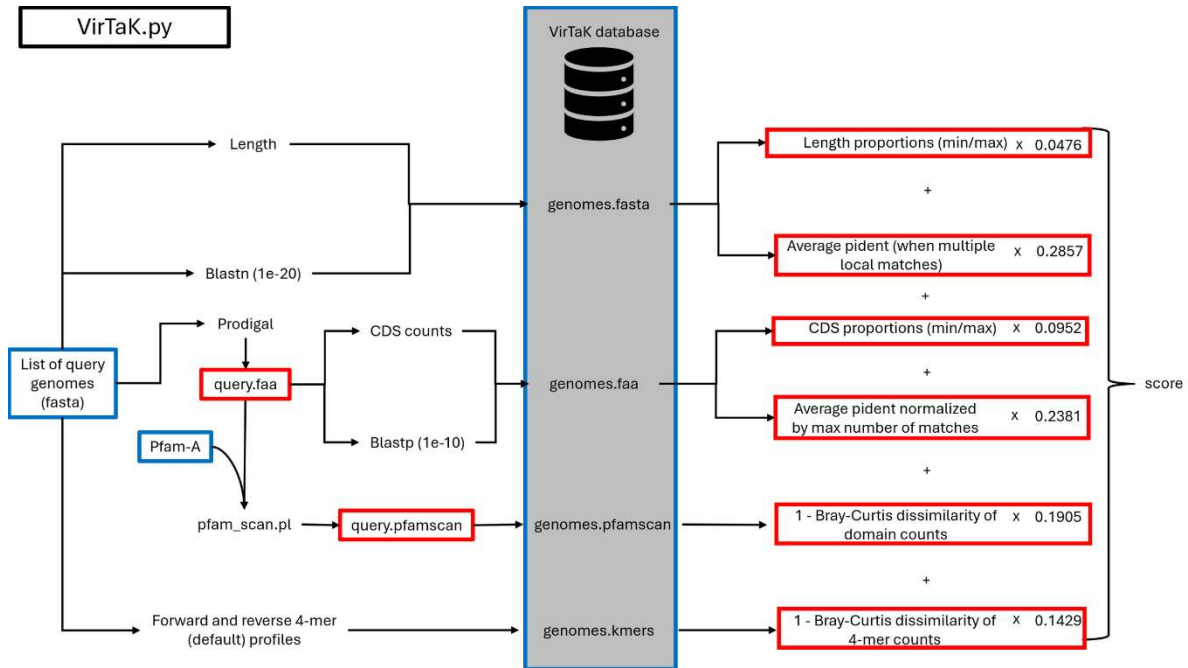 VirTaK.py
VirTaK database
Length
Length proportions (min/max) x 0.0476
+
genomes.fasta
Blastn (1e-20)
Average pident (when multiple x 0.2857
local matches)
+
Prodigal
CDS counts
CDS proportions (min/max) x 0.0952
List of query
genomes
(fasta)
query.faa
genomes.faa
+
score
Average pident normalized x 0.2381
by max number of matches
Pfam-A
Blastp (1e-10)
+
pfam_scan.pl
query.pfamscan
genomes.pfamscan
1 - Bray-Curtis dissimilarity of x 0.1905
domain counts
+
Forward and reverse 4-mer
(default) profiles
genomes.kmers
1 - Bray-Curtis dissimilarity of x 0.1429
4-mer counts